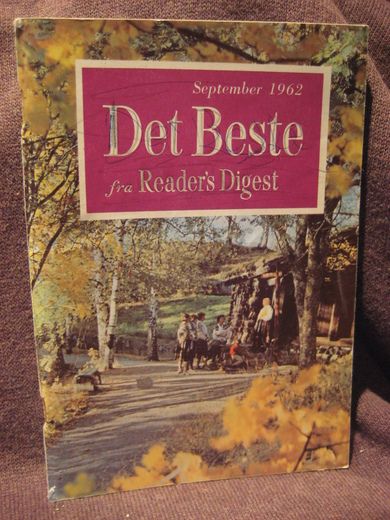 September 1962
Det Beste
fra Reader's Digest